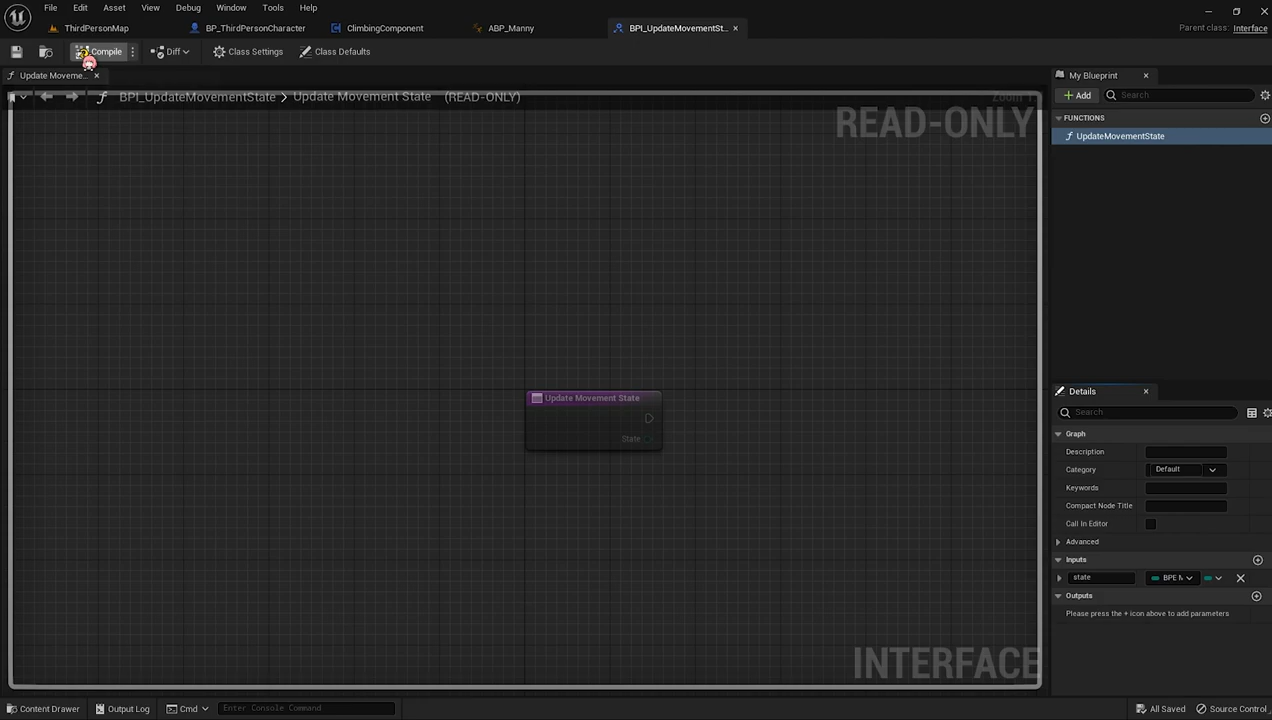 File Edit Asset View Debug Window Tools Help
ThirdPersonMap BP_ThirdPersonCharacter ClimbingComponent ABP_Manny BPI_UpdateMovementSt...
Parent class: Interface
Compile Diff Class Settings Class Defaults
Update Moveme...
My Blueprint
BPI_UpdateMovementState > Update Movement State (READ-ONLY)
Add Search
READ-ONLY
FUNCTIONS
UpdateMovementState
Update Movement State
State
Details
Search
Graph
Description
Category Default
Keywords
Compact Node Title
Call In Editor
Advanced
Inputs
state BPE M
Outputs
Please press the + icon above to add parameters
INTERFACE
Content Drawer Output Log Cmd Enter Console Command All Saved Source Control